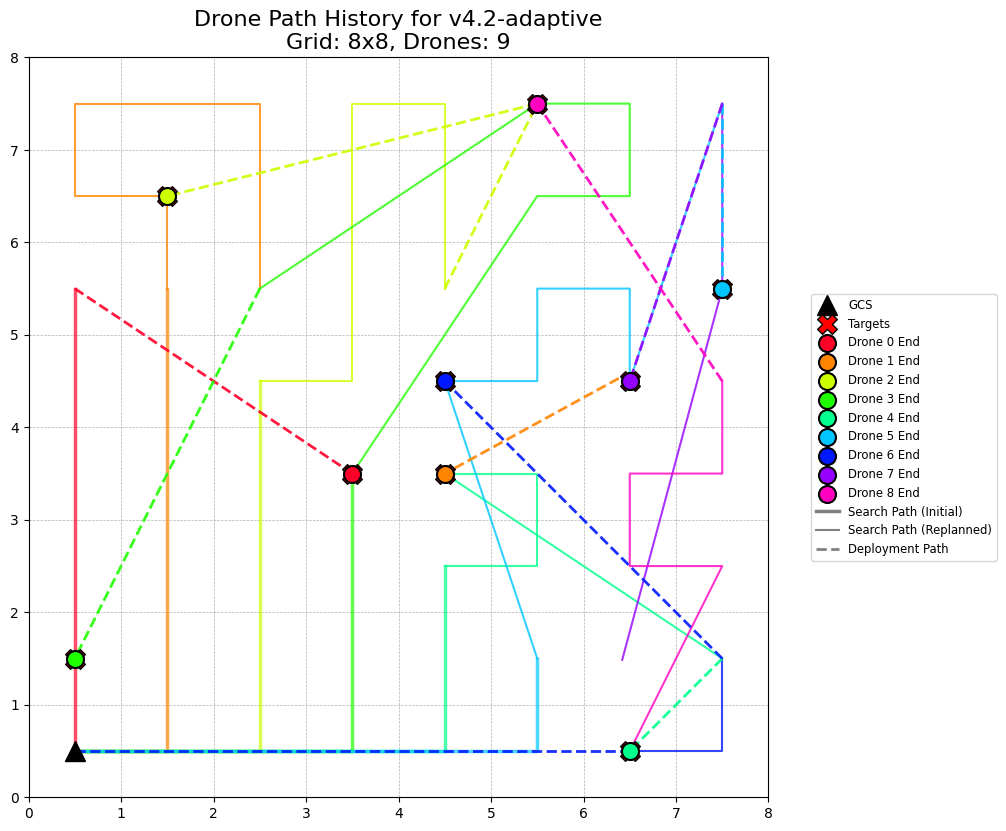 Drone Path History for v4.2-adaptive
Grid: 8x8, Drones: 9
8
7
6
5
4
3
2
1
0
0 1 2 3 4 5 6 7 8
GCS
Targets
Drone 0 End
Drone 1 End
Drone 2 End
Drone 3 End
Drone 4 End
Drone 5 End
Drone 6 End
Drone 7 End
Drone 8 End
Search Path (Initial)
Search Path (Replanned)
Deployment Path